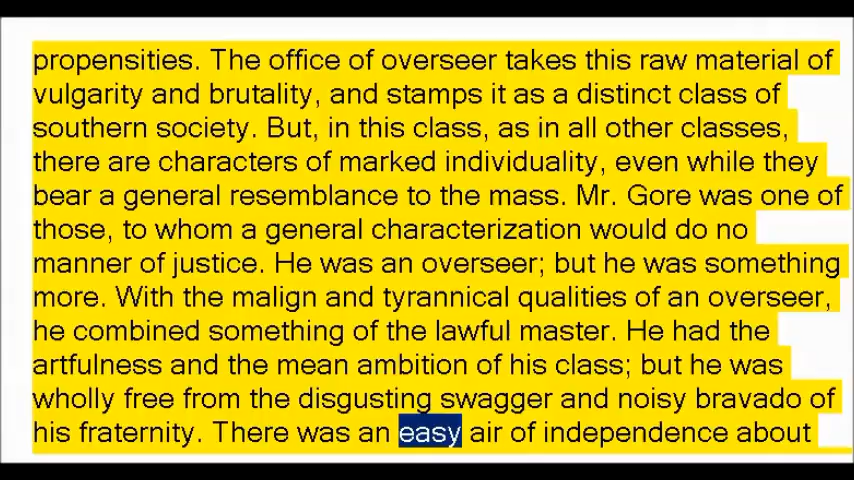 propensities. The office of overseer takes this raw material of
vulgarity and brutality, and stamps it as a distinct class of
southern society. But, in this class, as in all other classes,
there are characters of marked individuality, even while they
bear a general resemblance to the mass. Mr. Gore was one of
those, to whom a general characterization would do no
manner of justice. He was an overseer; but he was something
more. With the malign and tyrannical qualities of an overseer,
he combined something of the lawful master. He had the
artfulness and the mean ambition of his class; but he was
wholly free from the disgusting swagger and noisy bravado of
his fraternity. There was an easy air of independence about